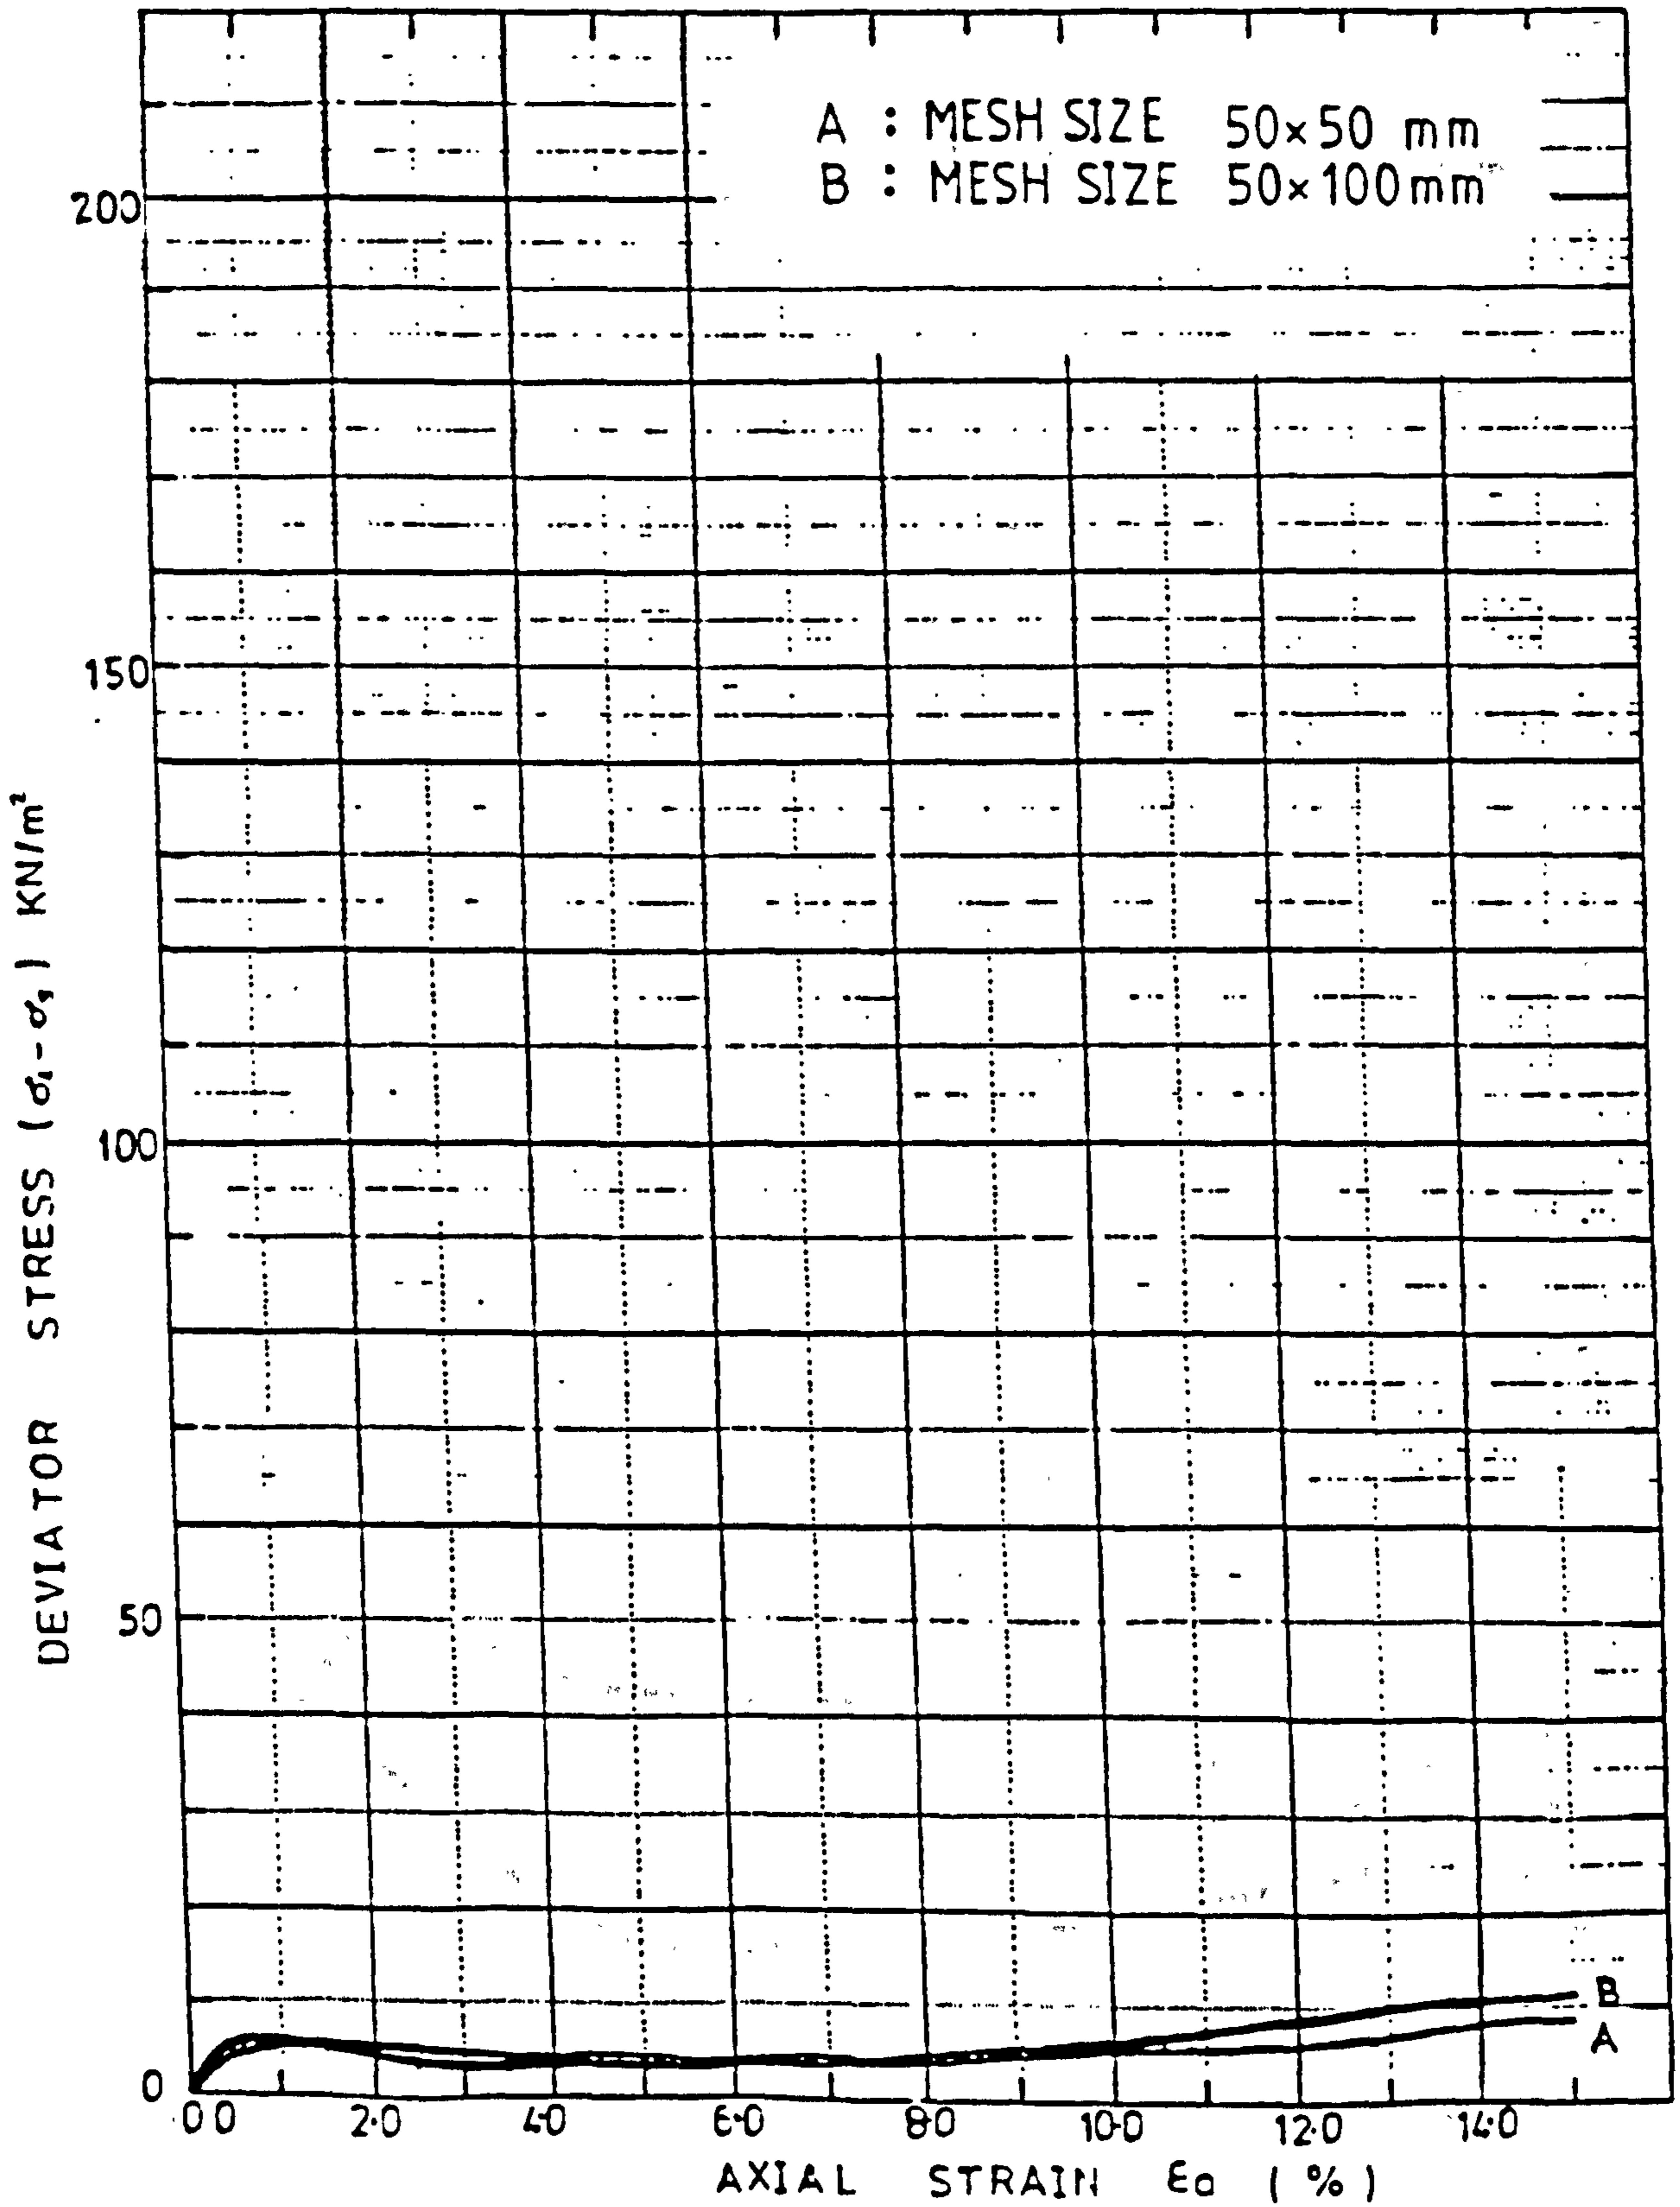 A : MESH SIZE 50×50 mm
B : MESH SIZE 50×100mm
200
150
100
50
0
DEVIATOR STRESS (σ₁-σ₃) KN/m²
B
A
0·0 2·0 4·0 6·0 8·0 10·0 12·0 14·0
AXIAL STRAIN εa (%)